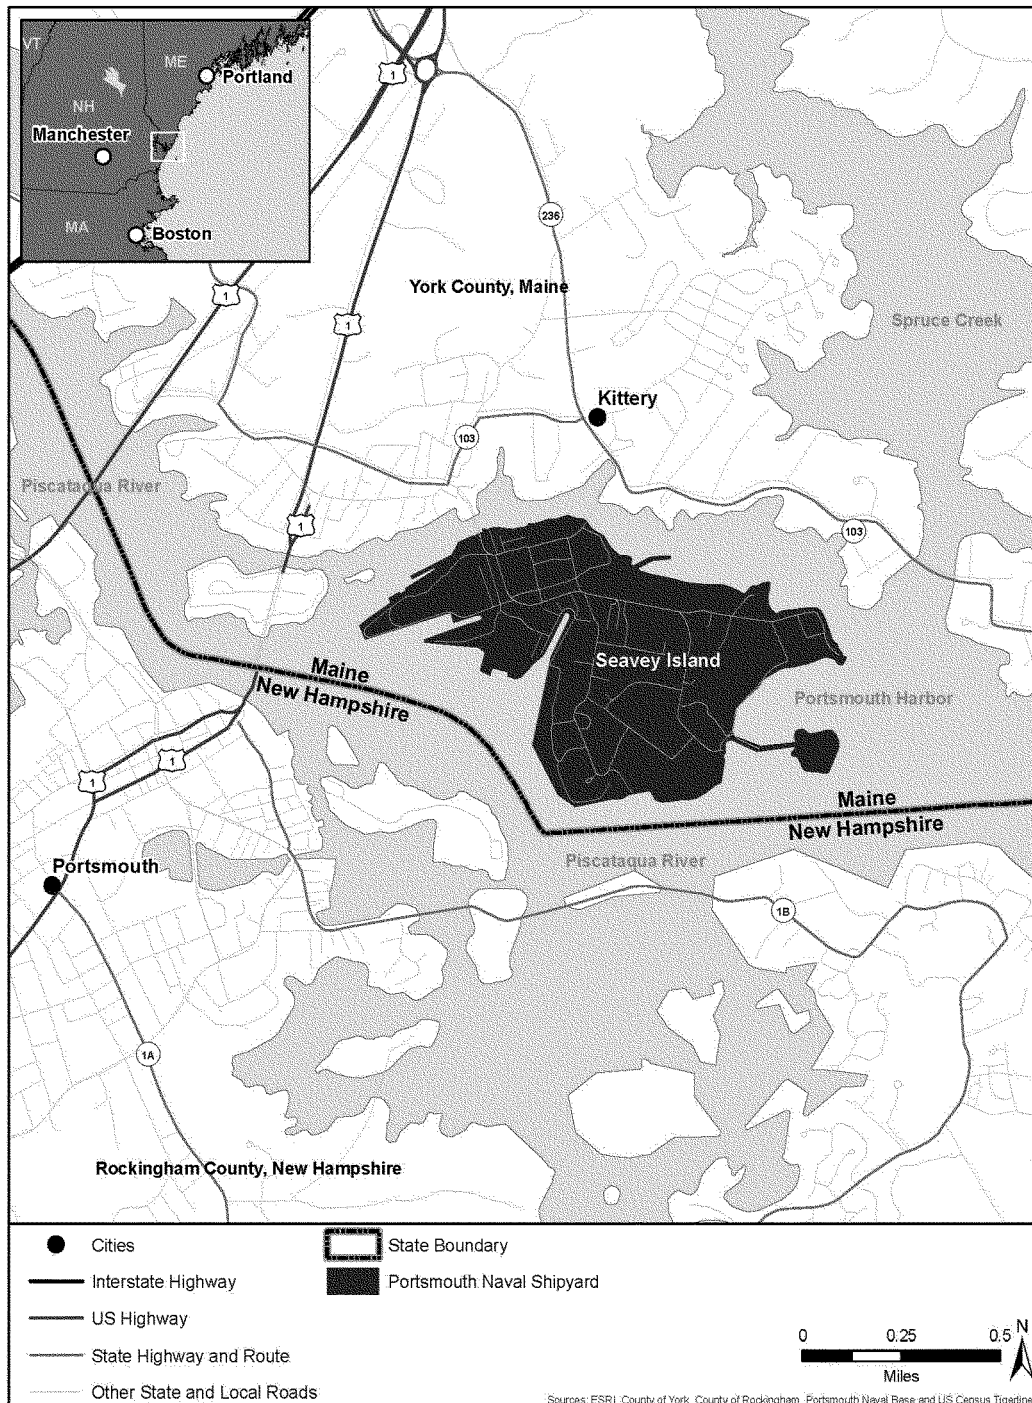 VT
ME
Portland
NH
Manchester
MA
Boston
1
236
York County, Maine
1
1
Spruce Creek
Kittery
103
Piscataqua River
1
103
Seavey Island
Maine
New Hampshire
Portsmouth Harbor
1
1
Maine
New Hampshire
Piscataqua River
Portsmouth
1B
1A
Rockingham County, New Hampshire
Cities
State Boundary
Interstate Highway
Portsmouth Naval Shipyard
US Highway
State Highway and Route
Other State and Local Roads
0 0.25 0.5
Miles
N
Sources: ESRI, County of York, County of Rockingham, Portsmouth Naval Base and US Census Tigerline